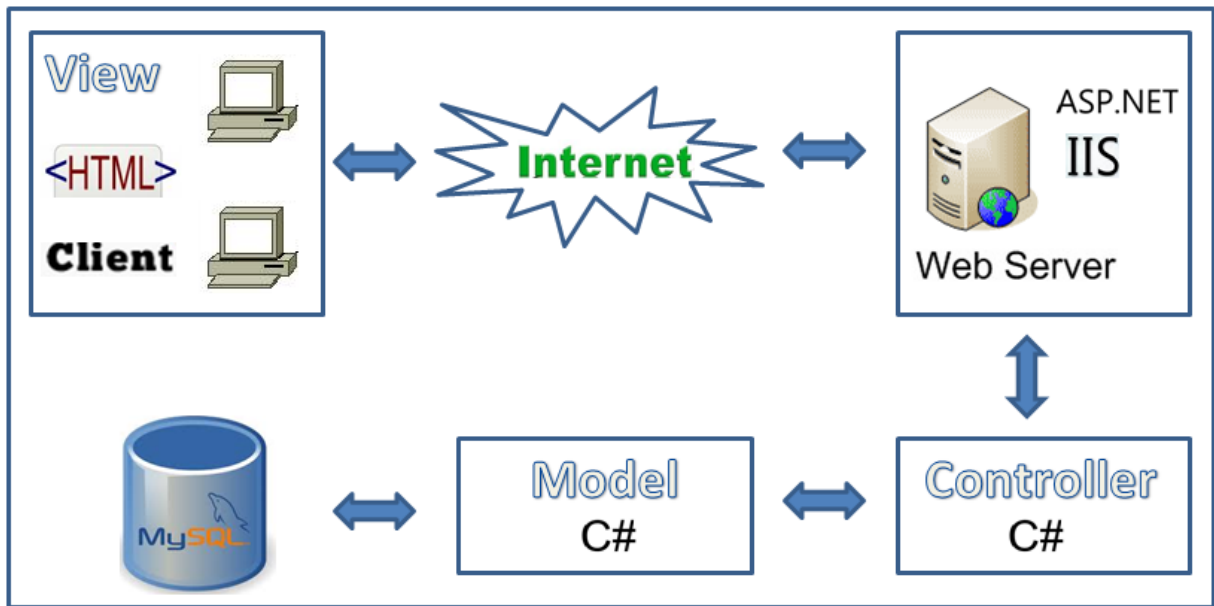 View
<HTML>
Client
Internet
ASP.NET
IIS
Web Server
MySQL
Model
C#
Controller
C#